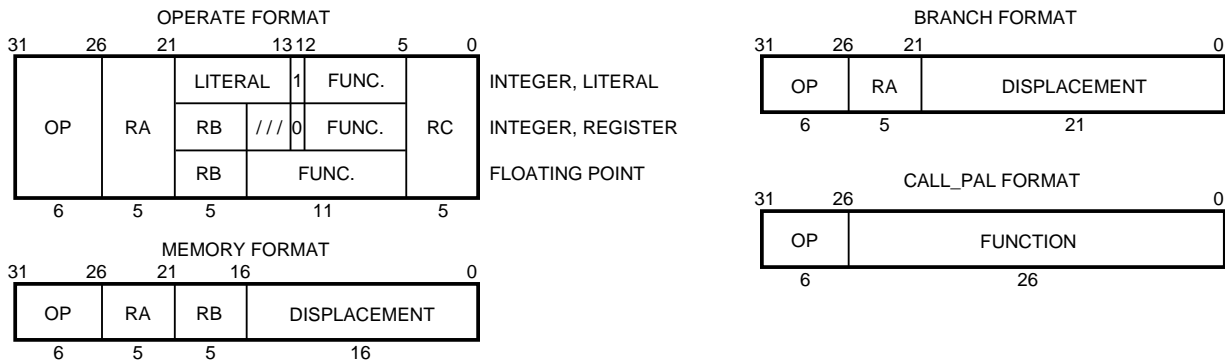 OPERATE FORMAT
31 26 21 13 12 5 0
LITERAL 1 FUNC. INTEGER, LITERAL
OP RA RB /// 0 FUNC. RC INTEGER, REGISTER
RB FUNC. FLOATING POINT
6 5 5 11 5
MEMORY FORMAT
31 26 21 16 0
OP RA RB DISPLACEMENT
6 5 5 16
BRANCH FORMAT
31 26 21 0
OP RA DISPLACEMENT
6 5 21
CALL_PAL FORMAT
31 26 0
OP FUNCTION
6 26